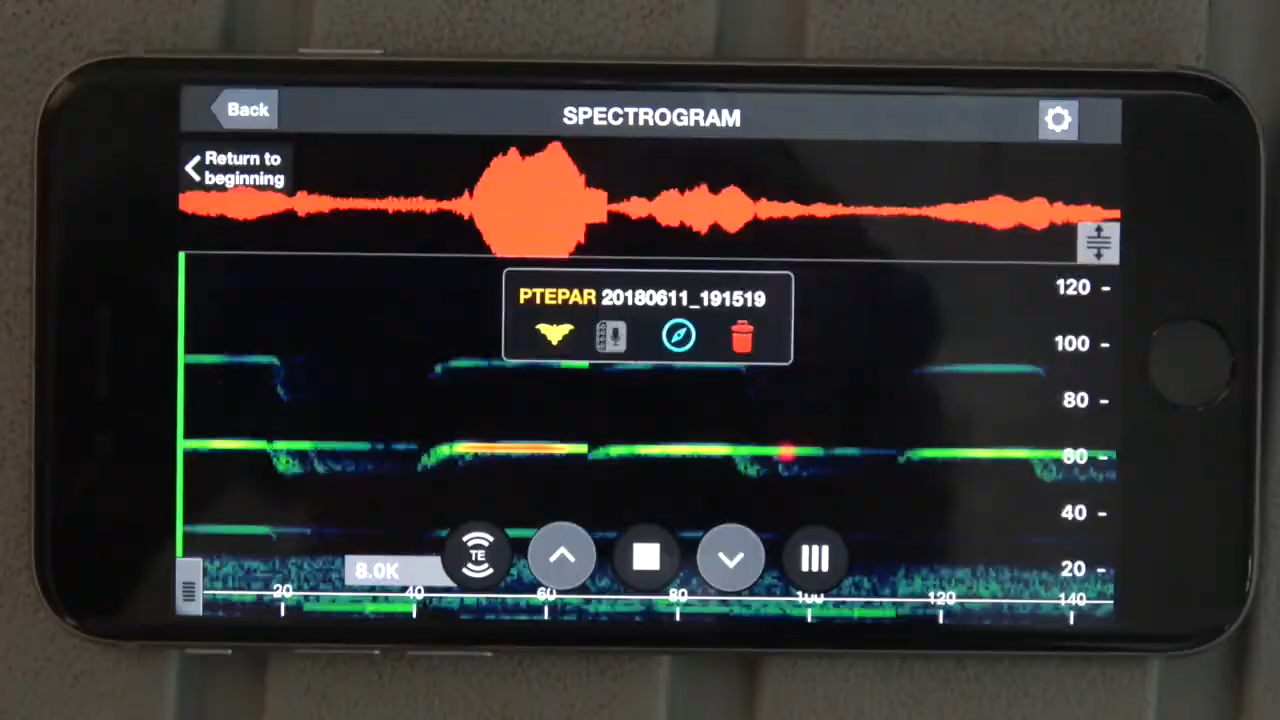 Back
SPECTROGRAM
Return to
beginning
PTEPAR 20180611_191519
120
100
80
60
40
20
TE
8.0K
20 40 60 80 100 120 140